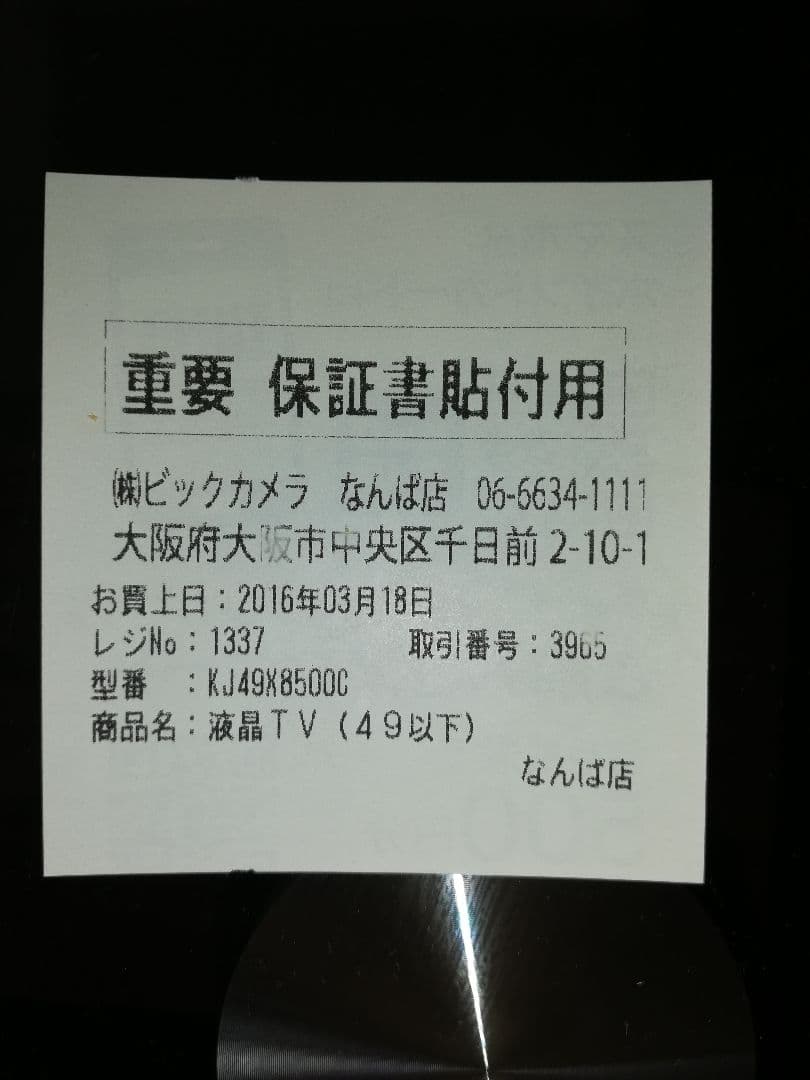 重要 保証書貼付用
㈱ビックカメラ なんば店 06-6634-1111
大阪府大阪市中央区千日前2-10-1
お買上日：2016年03月18日
レジNo：1337 取引番号：3965
型番 ：KJ49X8500C
商品名：液晶TV（49以下）
なんば店